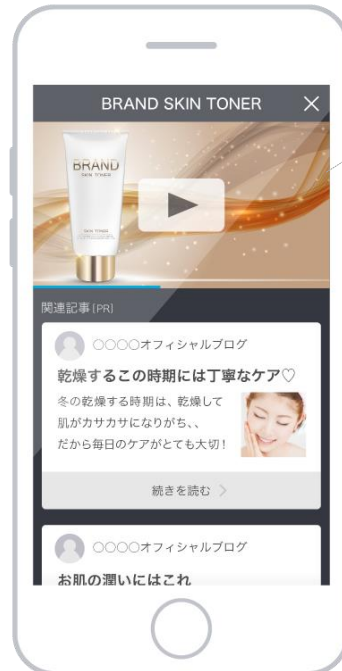 BRAND SKIN TONER
BRAND
SKIN TONER
SKIN TONER
関連記事 [PR]
○○○○オフィシャルブログ
乾燥するこの時期には丁寧なケア♡
冬の乾燥する時期は、乾燥して
肌がカサカサになりがち、、
だから毎日のケアがとても大切！
続きを読む
○○○○オフィシャルブログ
お肌の潤いにはこれ